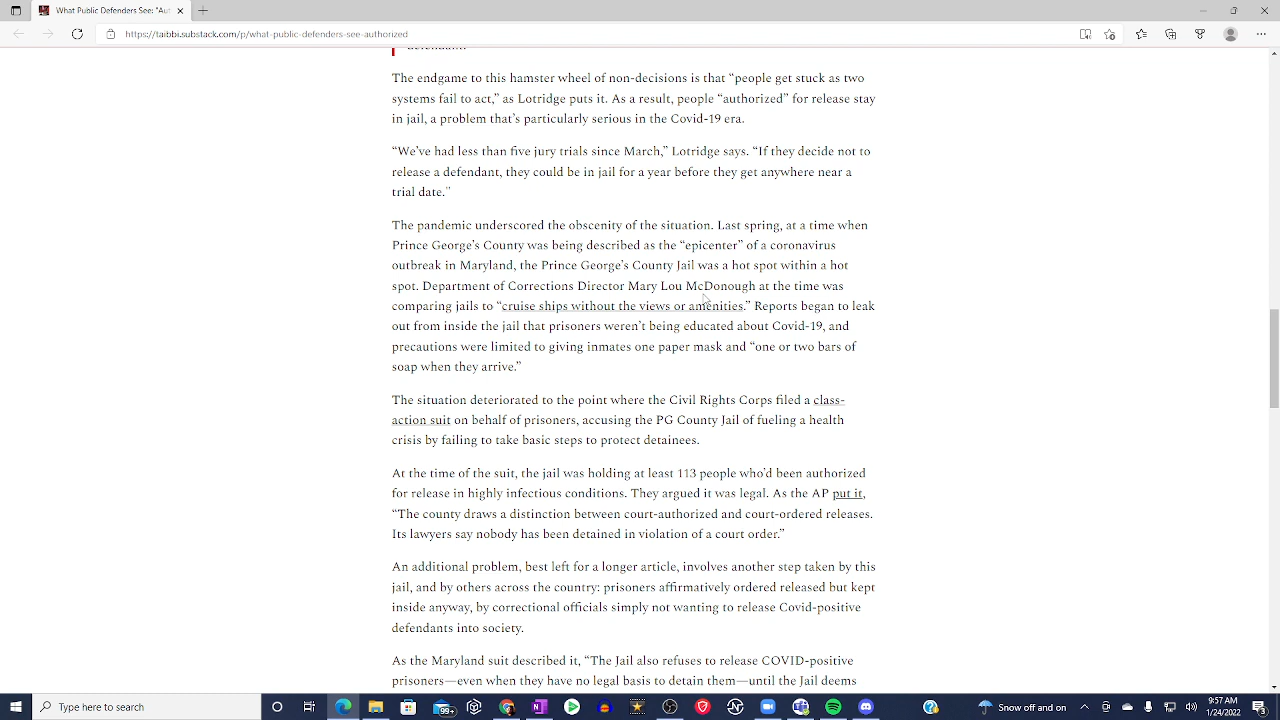 What Public Defenders See: "Aut
https://taibbi.substack.com/p/what-public-defenders-see-authorized
defendant.
The endgame to this hamster wheel of non-decisions is that “people get stuck as two
systems fail to act,” as Lotridge puts it. As a result, people “authorized” for release stay
in jail, a problem that’s particularly serious in the Covid-19 era.
“We’ve had less than five jury trials since March,” Lotridge says. “If they decide not to
release a defendant, they could be in jail for a year before they get anywhere near a
trial date.”
The pandemic underscored the obscenity of the situation. Last spring, at a time when
Prince George’s County was being described as the “epicenter” of a coronavirus
outbreak in Maryland, the Prince George’s County Jail was a hot spot within a hot
spot. Department of Corrections Director Mary Lou McDonough at the time was
comparing jails to “cruise ships without the views or amenities.” Reports began to leak
out from inside the jail that prisoners weren’t being educated about Covid-19, and
precautions were limited to giving inmates one paper mask and “one or two bars of
soap when they arrive.”
The situation deteriorated to the point where the Civil Rights Corps filed a class-
action suit on behalf of prisoners, accusing the PG County Jail of fueling a health
crisis by failing to take basic steps to protect detainees.
At the time of the suit, the jail was holding at least 113 people who’d been authorized
for release in highly infectious conditions. They argued it was legal. As the AP put it,
“The county draws a distinction between court-authorized and court-ordered releases.
Its lawyers say nobody has been detained in violation of a court order.”
An additional problem, best left for a longer article, involves another step taken by this
jail, and by others across the country: prisoners affirmatively ordered released but kept
inside anyway, by correctional officials simply not wanting to release Covid-positive
defendants into society.
As the Maryland suit described it, “The Jail also refuses to release COVID-positive
prisoners—even when they have no legal basis to detain them—until the Jail deems
Type here to search
99+
Snow off and on
9:57 AM
1/24/2022